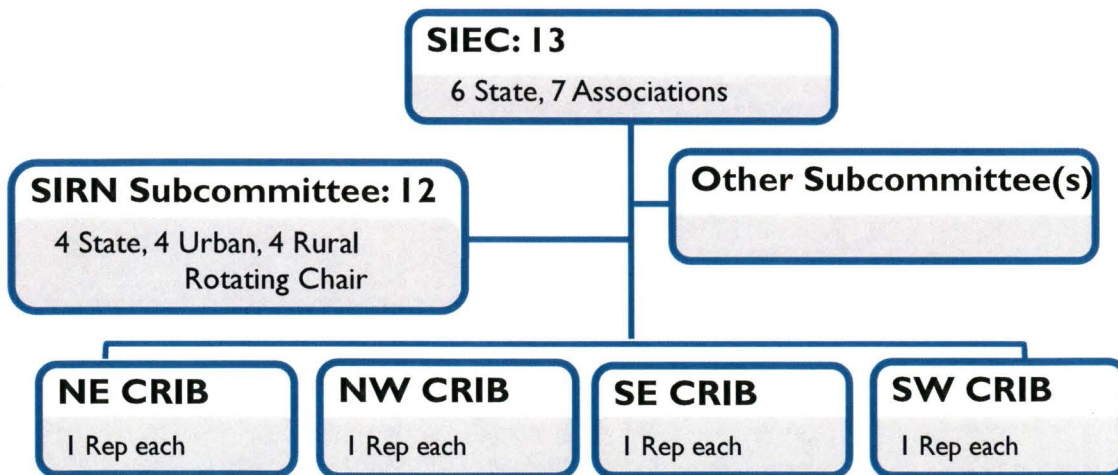 SIEC: 13
6 State, 7 Associations
SIRN Subcommittee: 12
4 State, 4 Urban, 4 Rural
Rotating Chair
Other Subcommittee(s)
NE CRIB
1 Rep each
NW CRIB
1 Rep each
SE CRIB
1 Rep each
SW CRIB
1 Rep each